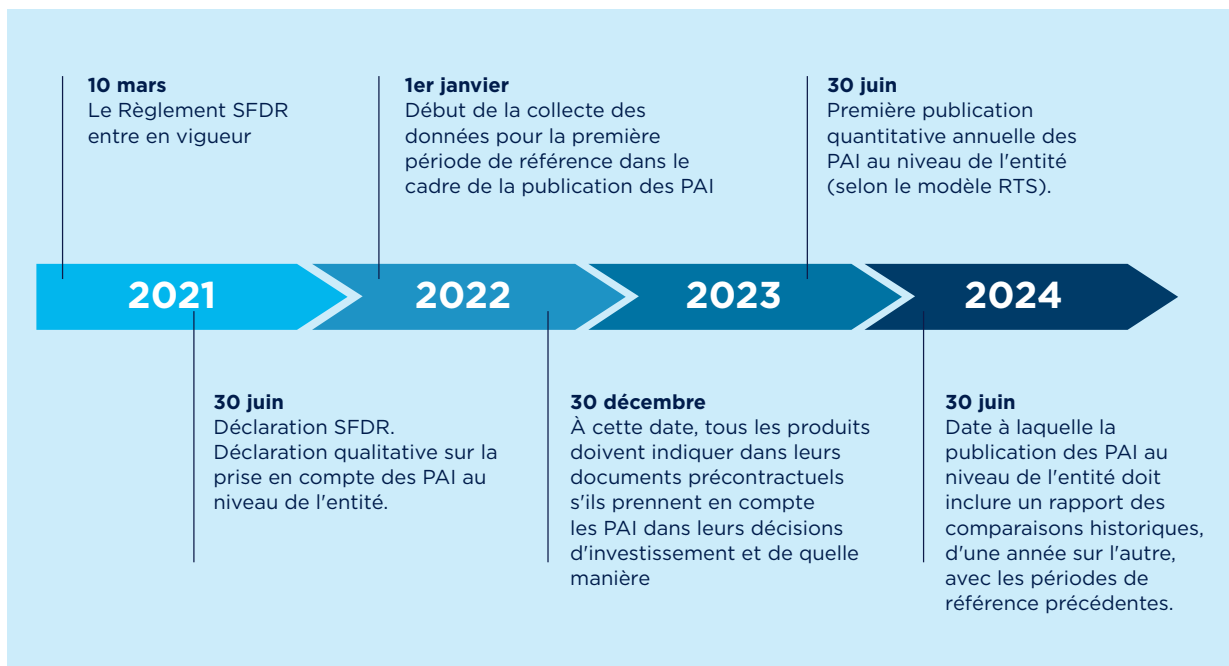 10 mars
Le Règlement SFDR
entre en vigueur
1er janvier
Début de la collecte des
données pour la première
période de référence dans le
cadre de la publication des PAI
30 juin
Première publication
quantitative annuelle des
PAI au niveau de l'entité
(selon le modèle RTS).
2021
2022
2023
2024
30 juin
Déclaration SFDR.
Déclaration qualitative sur la
prise en compte des PAI au
niveau de l'entité.
30 décembre
À cette date, tous les produits
doivent indiquer dans leurs
documents précontractuels
s'ils prennent en compte
les PAI dans leurs décisions
d'investissement et de quelle
manière
30 juin
Date à laquelle la
publication des PAI au
niveau de l'entité doit
inclure un rapport des
comparaisons historiques,
d'une année sur l'autre,
avec les périodes de
référence précédentes.